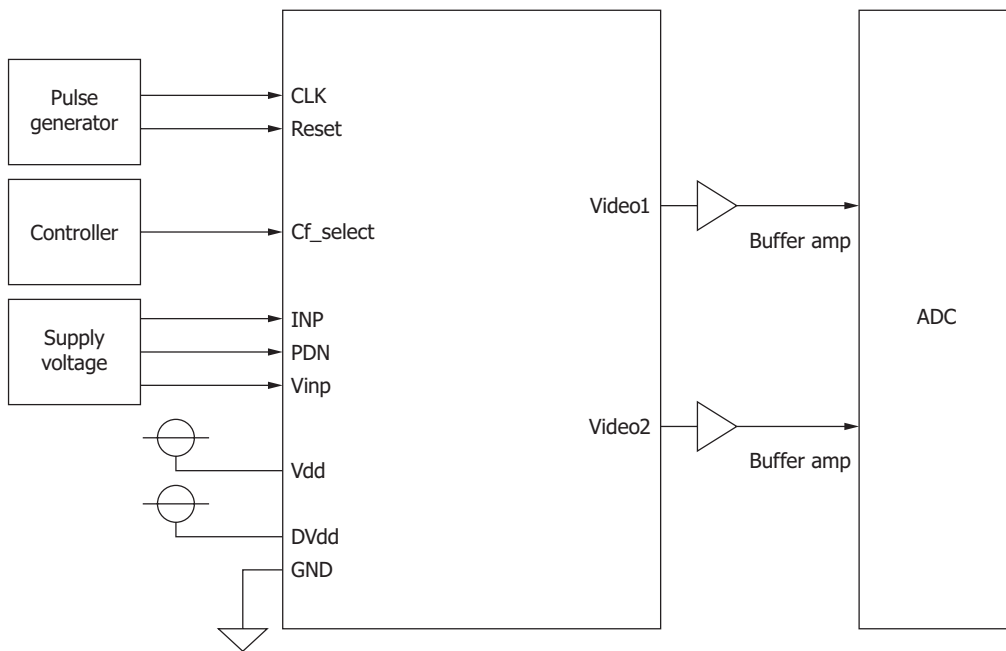 Pulse
generator
CLK
Reset
Controller
Cf_select
Supply
voltage
INP
PDN
Vinp
Vdd
DVdd
GND
Video1
Buffer amp
Video2
Buffer amp
ADC